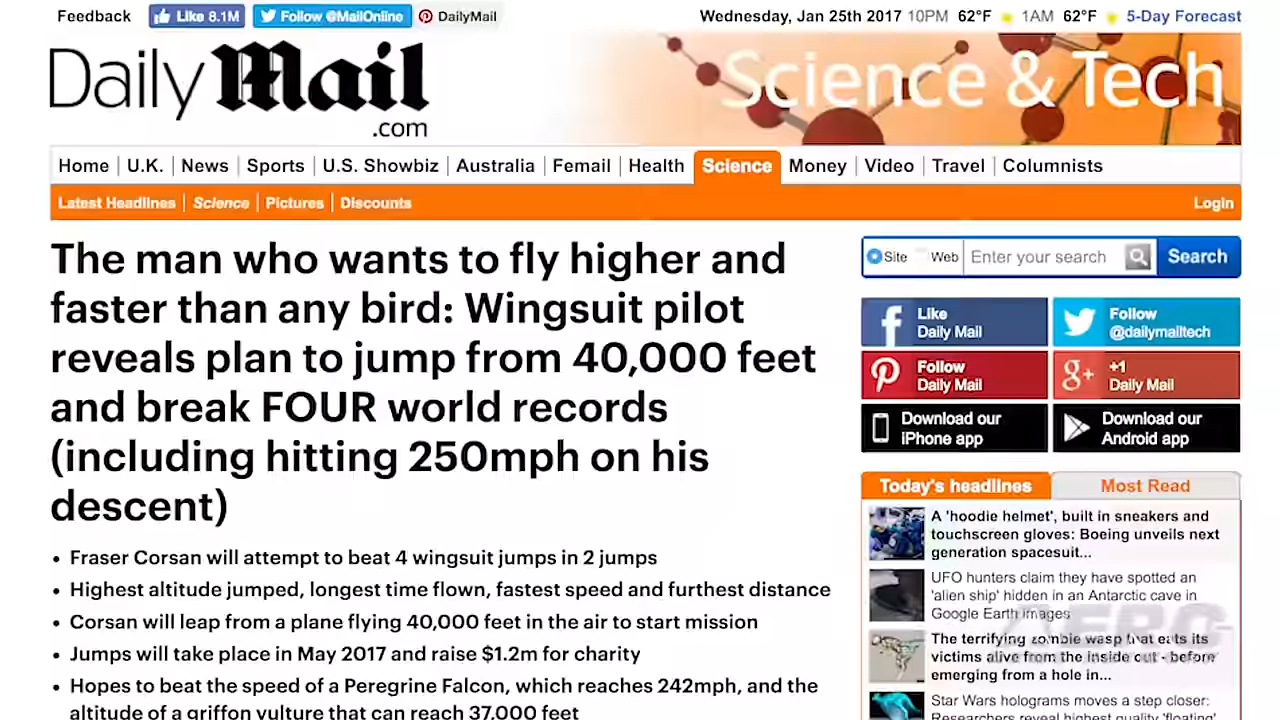 Feedback Like 8.1M Follow @MailOnline DailyMail Wednesday, Jan 25th 2017 10PM 62°F 1AM 62°F 5-Day Forecast
Daily Mail
.com
Science & Tech
Home U.K. News Sports U.S. Showbiz Australia Femail Health Science Money Video Travel Columnists
Latest Headlines Science Pictures Discounts Login
The man who wants to fly higher and
faster than any bird: Wingsuit pilot
reveals plan to jump from 40,000 feet
and break FOUR world records
(including hitting 250mph on his
descent)
• Fraser Corsan will attempt to beat 4 wingsuit jumps in 2 jumps
• Highest altitude jumped, longest time flown, fastest speed and furthest distance
• Corsan will leap from a plane flying 40,000 feet in the air to start mission
• Jumps will take place in May 2017 and raise $1.2m for charity
• Hopes to beat the speed of a Peregrine Falcon, which reaches 242mph, and the
altitude of a griffon vulture that can reach 37,000 feet
Site Web Enter your search Search
Like
Daily Mail
Follow
@dailymailtech
Follow
Daily Mail
+1
Daily Mail
Download our
iPhone app
Download our
Android app
Today's headlines Most Read
A 'hoodie helmet', built in sneakers and
touchscreen gloves: Boeing unveils next
generation spacesuit...
UFO hunters claim they have spotted an
'alien ship' hidden in an Antarctic cave in
Google Earth images
The terrifying zombie wasp that eats its
victims alive from the inside out - before
emerging from a hole in...
Star Wars holograms moves a step closer:
Researchers reveal highest quality 'floating'
AERO